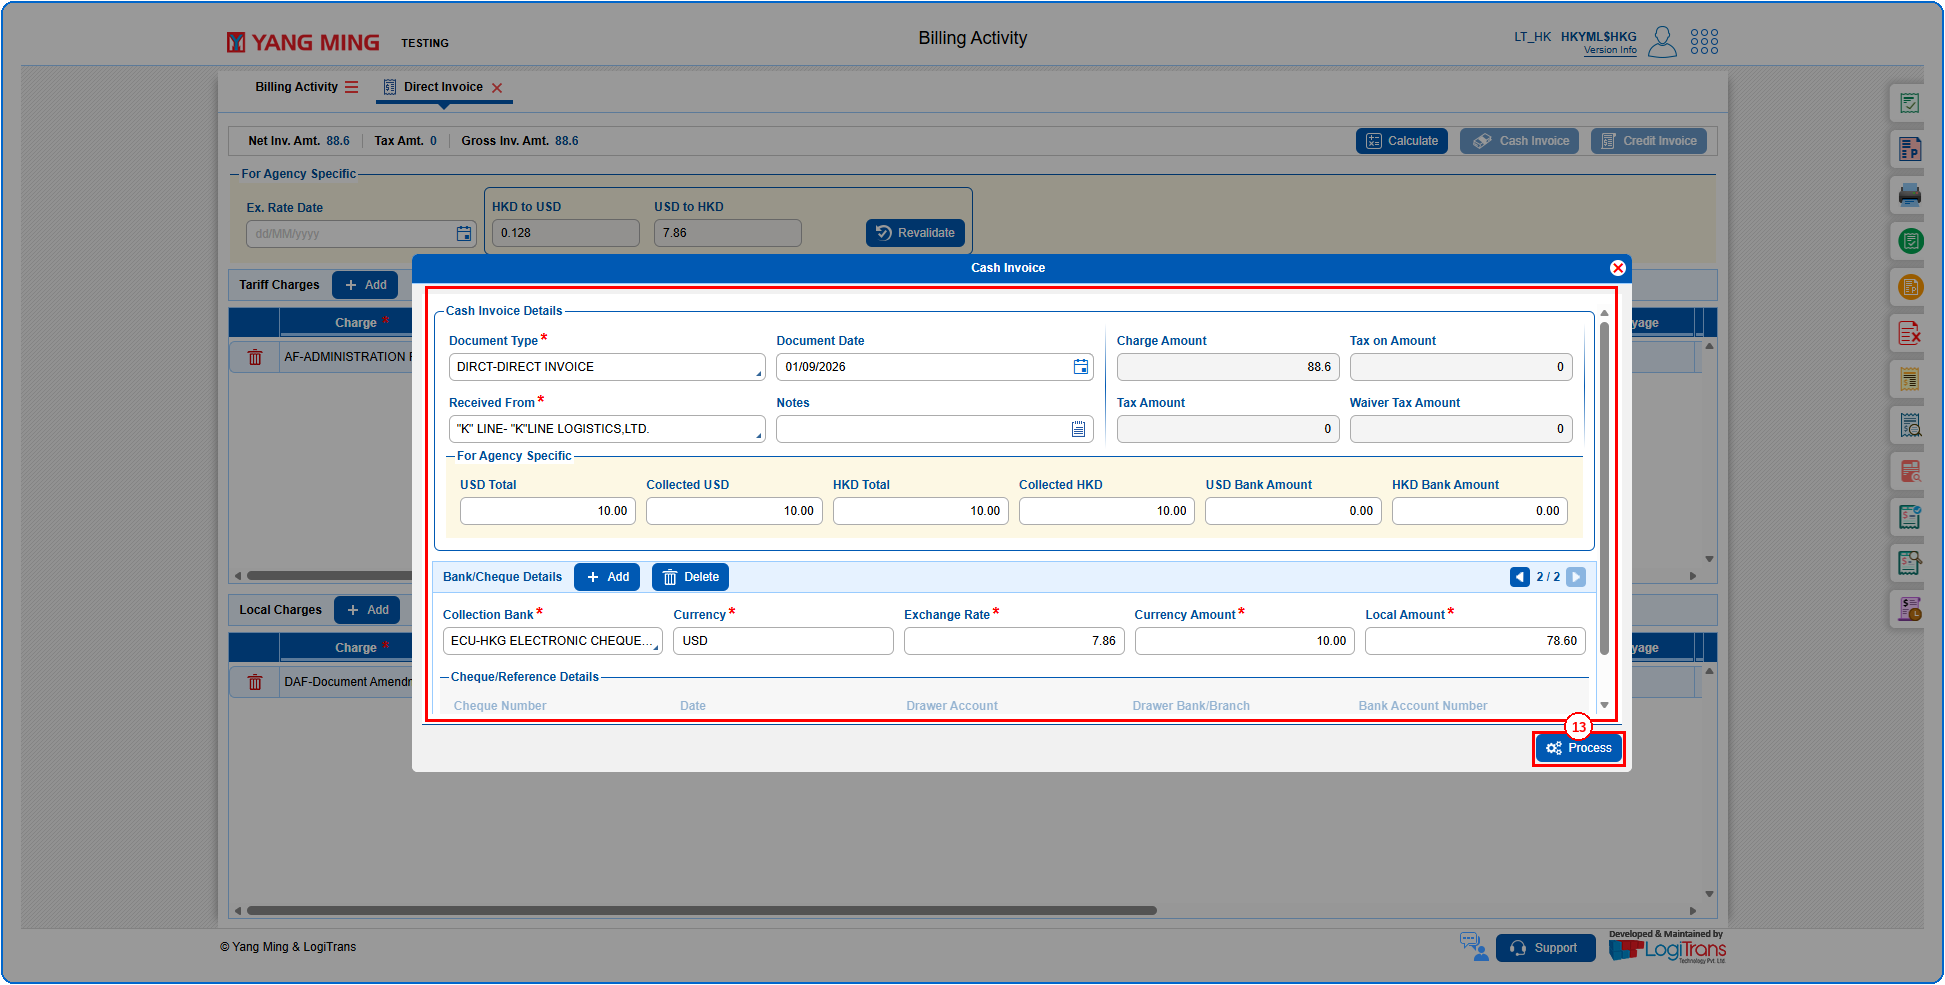 YANG MING TESTING
Billing Activity
LT_HK HKYML$HKG
Version Info
Billing Activity
Direct Invoice
Net Inv. Amt. 88.6 Tax Amt. 0 Gross Inv. Amt. 88.6
Calculate Cash Invoice Credit Invoice
For Agency Specific
Ex. Rate Date HKD to USD USD to HKD
dd/MM/yyyy 0.128 7.86 Revalidate
Cash Invoice
Tariff Charges + Add
Charge * yage
AF-ADMINISTRATION
Cash Invoice Details
Document Type * Document Date Charge Amount Tax on Amount
DIRCT-DIRECT INVOICE 01/09/2026 88.6 0
Received From * Notes Tax Amount Waiver Tax Amount
"K" LINE- "K"LINE LOGISTICS,LTD. 0 0
For Agency Specific
USD Total Collected USD HKD Total Collected HKD USD Bank Amount HKD Bank Amount
10.00 10.00 10.00 10.00 0.00 0.00
Bank/Cheque Details + Add Delete 2 / 2
Collection Bank * Currency * Exchange Rate * Currency Amount * Local Amount *
ECU-HKG ELECTRONIC CHEQUE... USD 7.86 10.00 78.60
Cheque/Reference Details
Cheque Number Date Drawer Account Drawer Bank/Branch Bank Account Number
13
Process
Local Charges + Add
Charge * yage
DAF-Document Amendm
© Yang Ming & LogiTrans
Support
Developed & Maintained by
LogiTrans
Technology Pvt. Ltd.